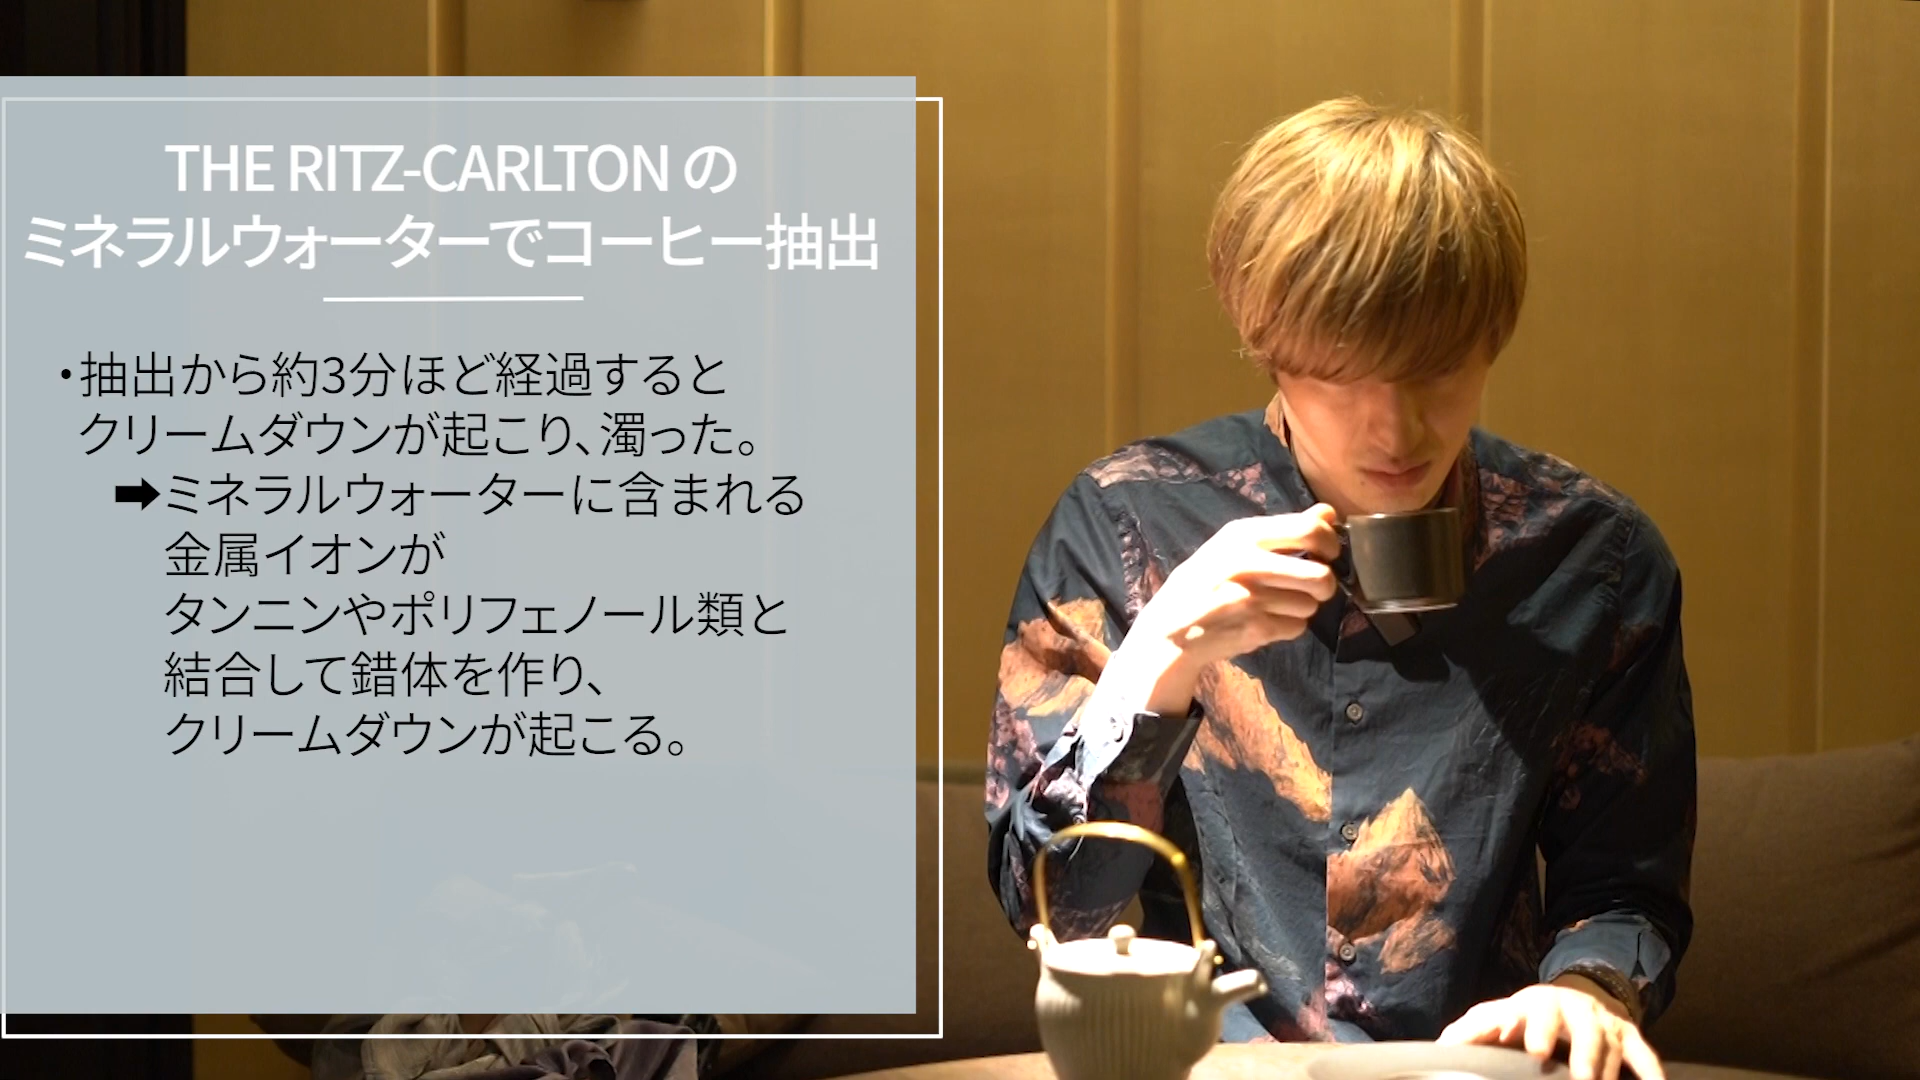 THE RITZ-CARLTON の
ミネラルウォーターでコーヒー抽出
・抽出から約3分ほど経過すると
クリームダウンが起こり、濁った。
➡ミネラルウォーターに含まれる
金属イオンが
タンニンやポリフェノール類と
結合して錯体を作り、
クリームダウンが起こる。